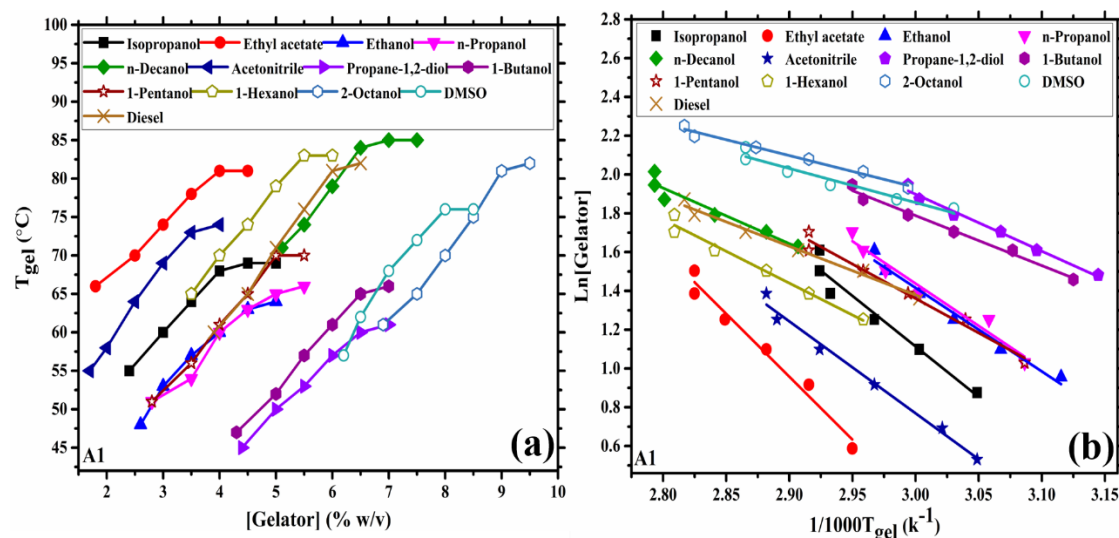 Isopropanol Ethyl acetate Ethanol n-Propanol
n-Decanol Acetonitrile Propane-1,2-diol 1-Butanol
1-Pentanol 1-Hexanol 2-Octanol DMSO
Diesel
105
100
95
90
85
80
75
70
65
60
55
50
45
T gel (°C)
A1
(a)
2 3 4 5 6 7 8 9 10
[Gelator] (% w/v)
Isopropanol Ethyl acetate Ethanol n-Propanol
n-Decanol Acetonitrile Propane-1,2-diol 1-Butanol
1-Pentanol 1-Hexanol 2-Octanol DMSO
Diesel
2.8
2.6
2.4
2.2
2.0
1.8
1.6
1.4
1.2
1.0
0.8
0.6
Ln[Gelator]
A1
(b)
2.80 2.85 2.90 2.95 3.00 3.05 3.10 3.15
1/1000Tgel (k-1)